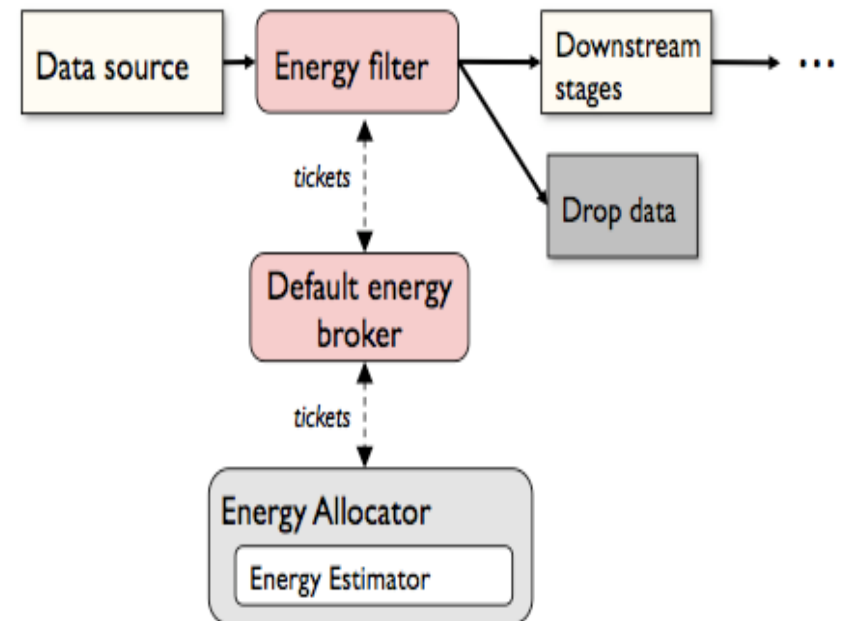 Data source
Energy filter
Downstream
stages
...
tickets
Drop data
Default energy
broker
tickets
Energy Allocator
Energy Estimator